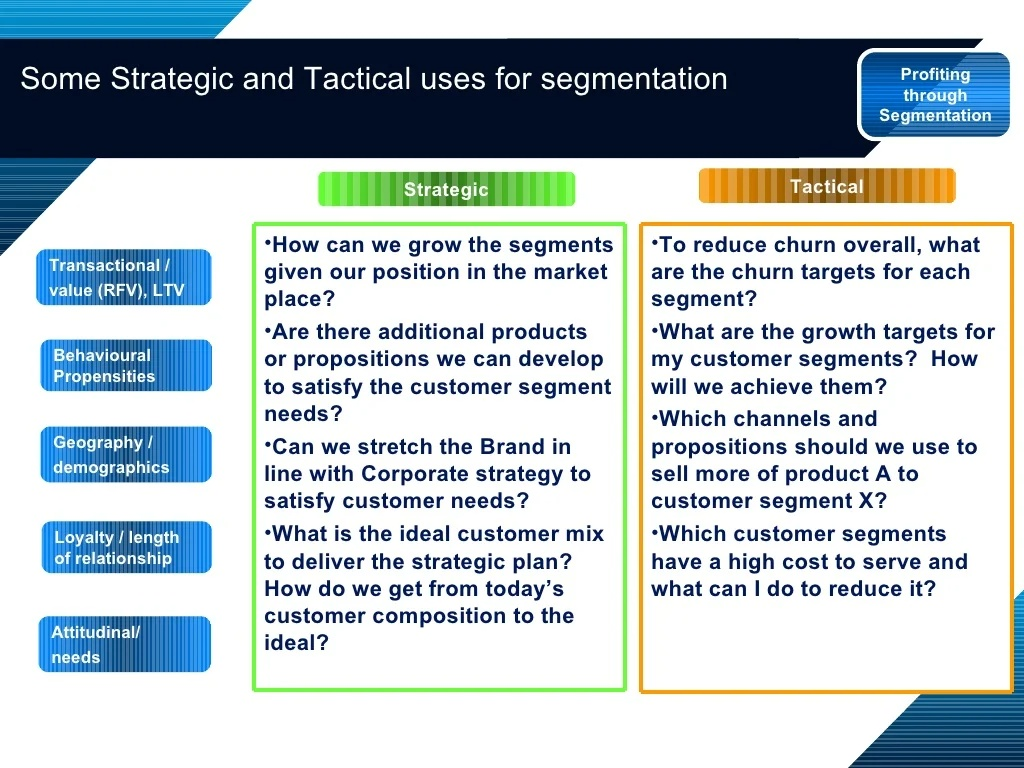 Some Strategic and Tactical uses for segmentation
Profiting
through
Segmentation
Strategic
Tactical
Transactional /
value (RFV), LTV
Behavioural
Propensities
Geography /
demographics
Loyalty / length
of relationship
Attitudinal/
needs
•How can we grow the segments
given our position in the market
place?
•Are there additional products
or propositions we can develop
to satisfy the customer segment
needs?
•Can we stretch the Brand in
line with Corporate strategy to
satisfy customer needs?
•What is the ideal customer mix
to deliver the strategic plan?
How do we get from today’s
customer composition to the
ideal?
•To reduce churn overall, what
are the churn targets for each
segment?
•What are the growth targets for
my customer segments?  How
will we achieve them?
•Which channels and
propositions should we use to
sell more of product A to
customer segment X?
•Which customer segments
have a high cost to serve and
what can I do to reduce it?